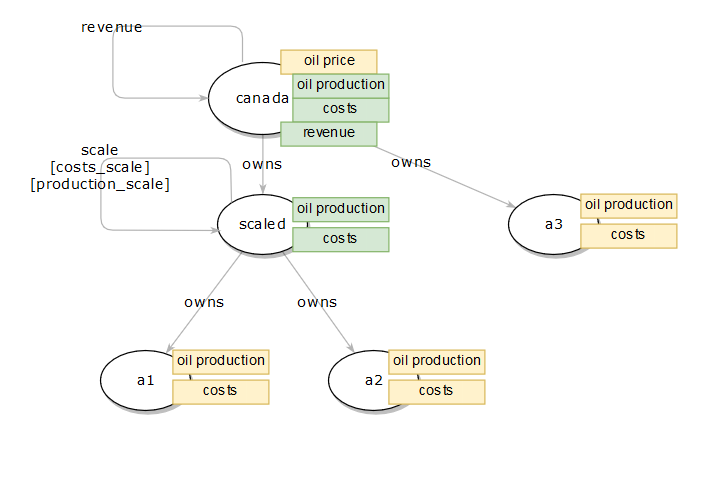 revenue
oil price
canada
oil production
costs
revenue
scale
[costs_scale]
[production_scale]
owns
owns
scaled
oil production
costs
a3
oil production
costs
owns
owns
a1
oil production
costs
a2
oil production
costs